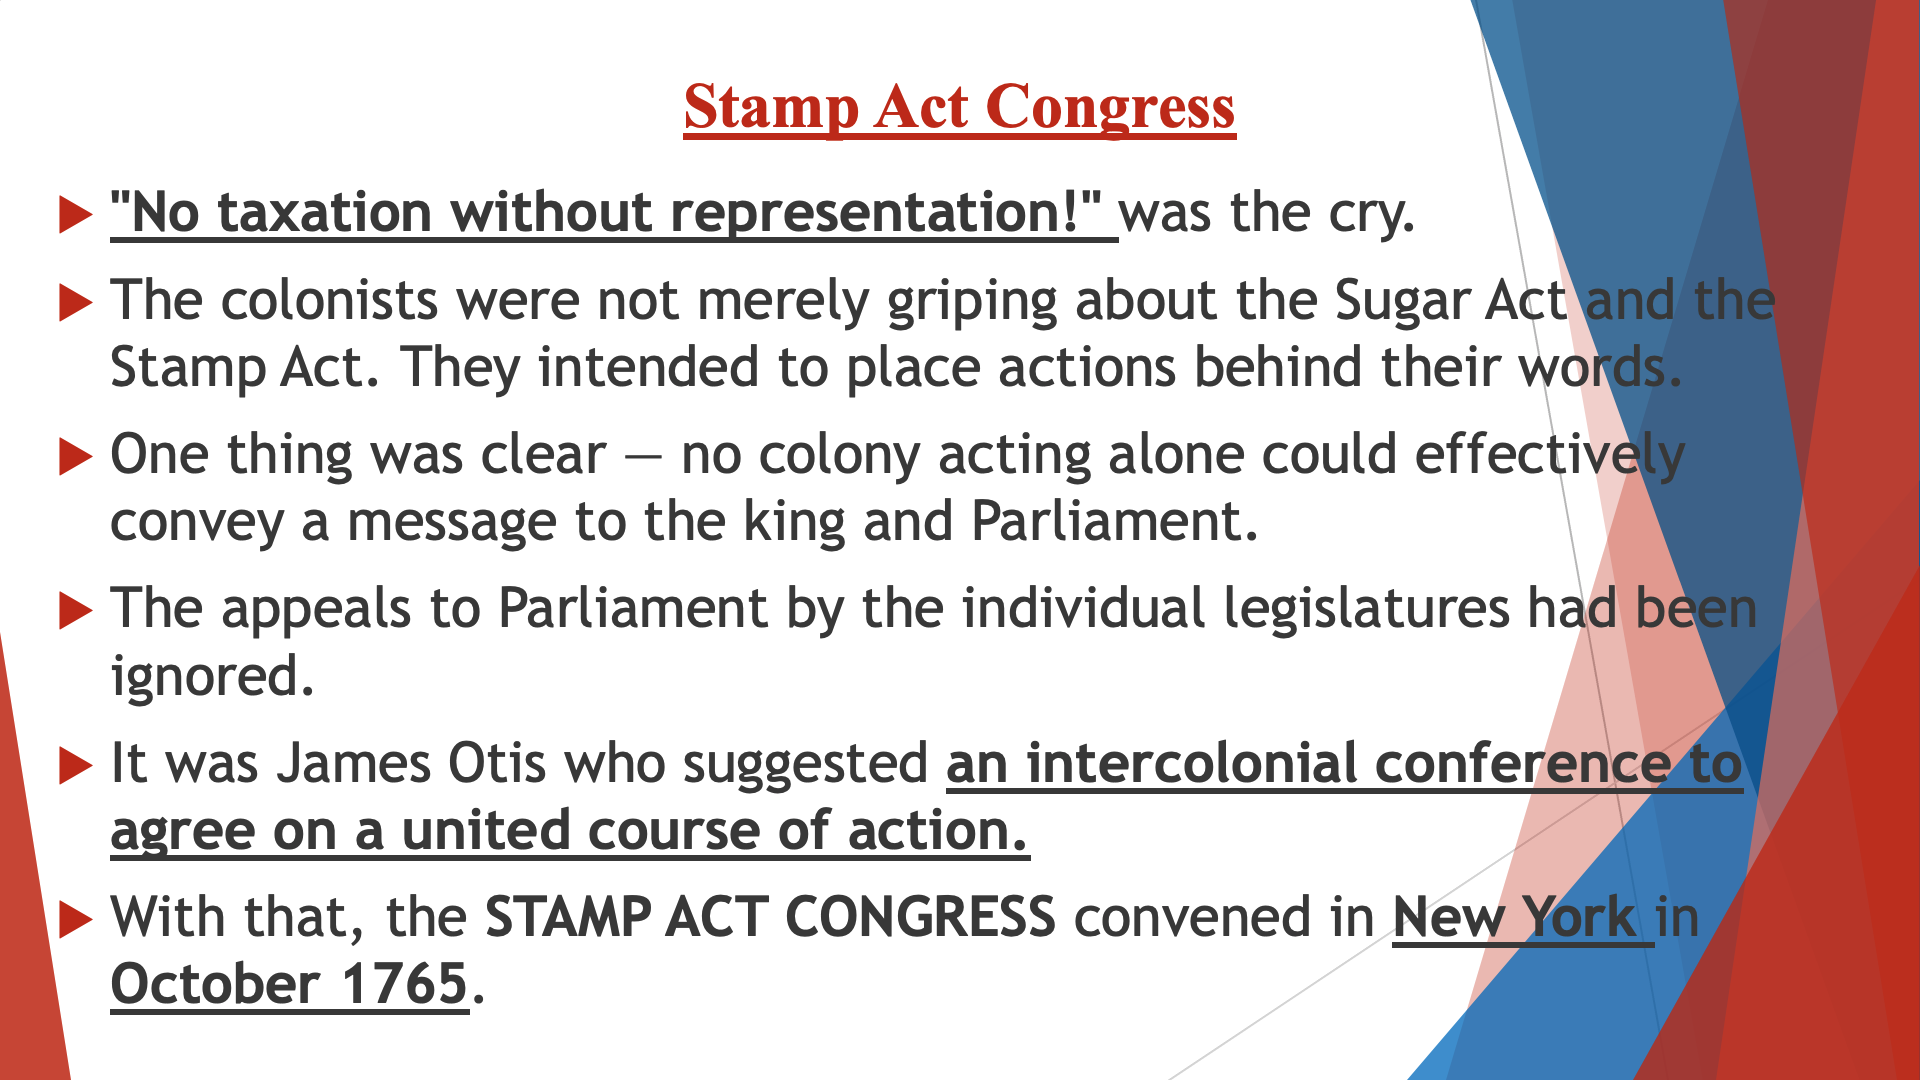 Stamp Act Congress
"No taxation without representation!" was the cry.
The colonists were not merely griping about the Sugar Act and the
Stamp Act. They intended to place actions behind their words.
One thing was clear — no colony acting alone could effectively
convey a message to the king and Parliament.
The appeals to Parliament by the individual legislatures had been
ignored.
It was James Otis who suggested an intercolonial conference to
agree on a united course of action.
With that, the STAMP ACT CONGRESS convened in New York in
October 1765.